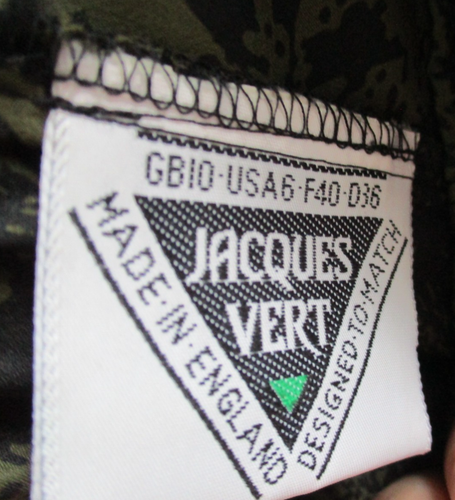 GB10·USA6·F40·D36
JACQUES
VERT
MADE·IN·ENGLAND
DESIGNED·TO·MATCH